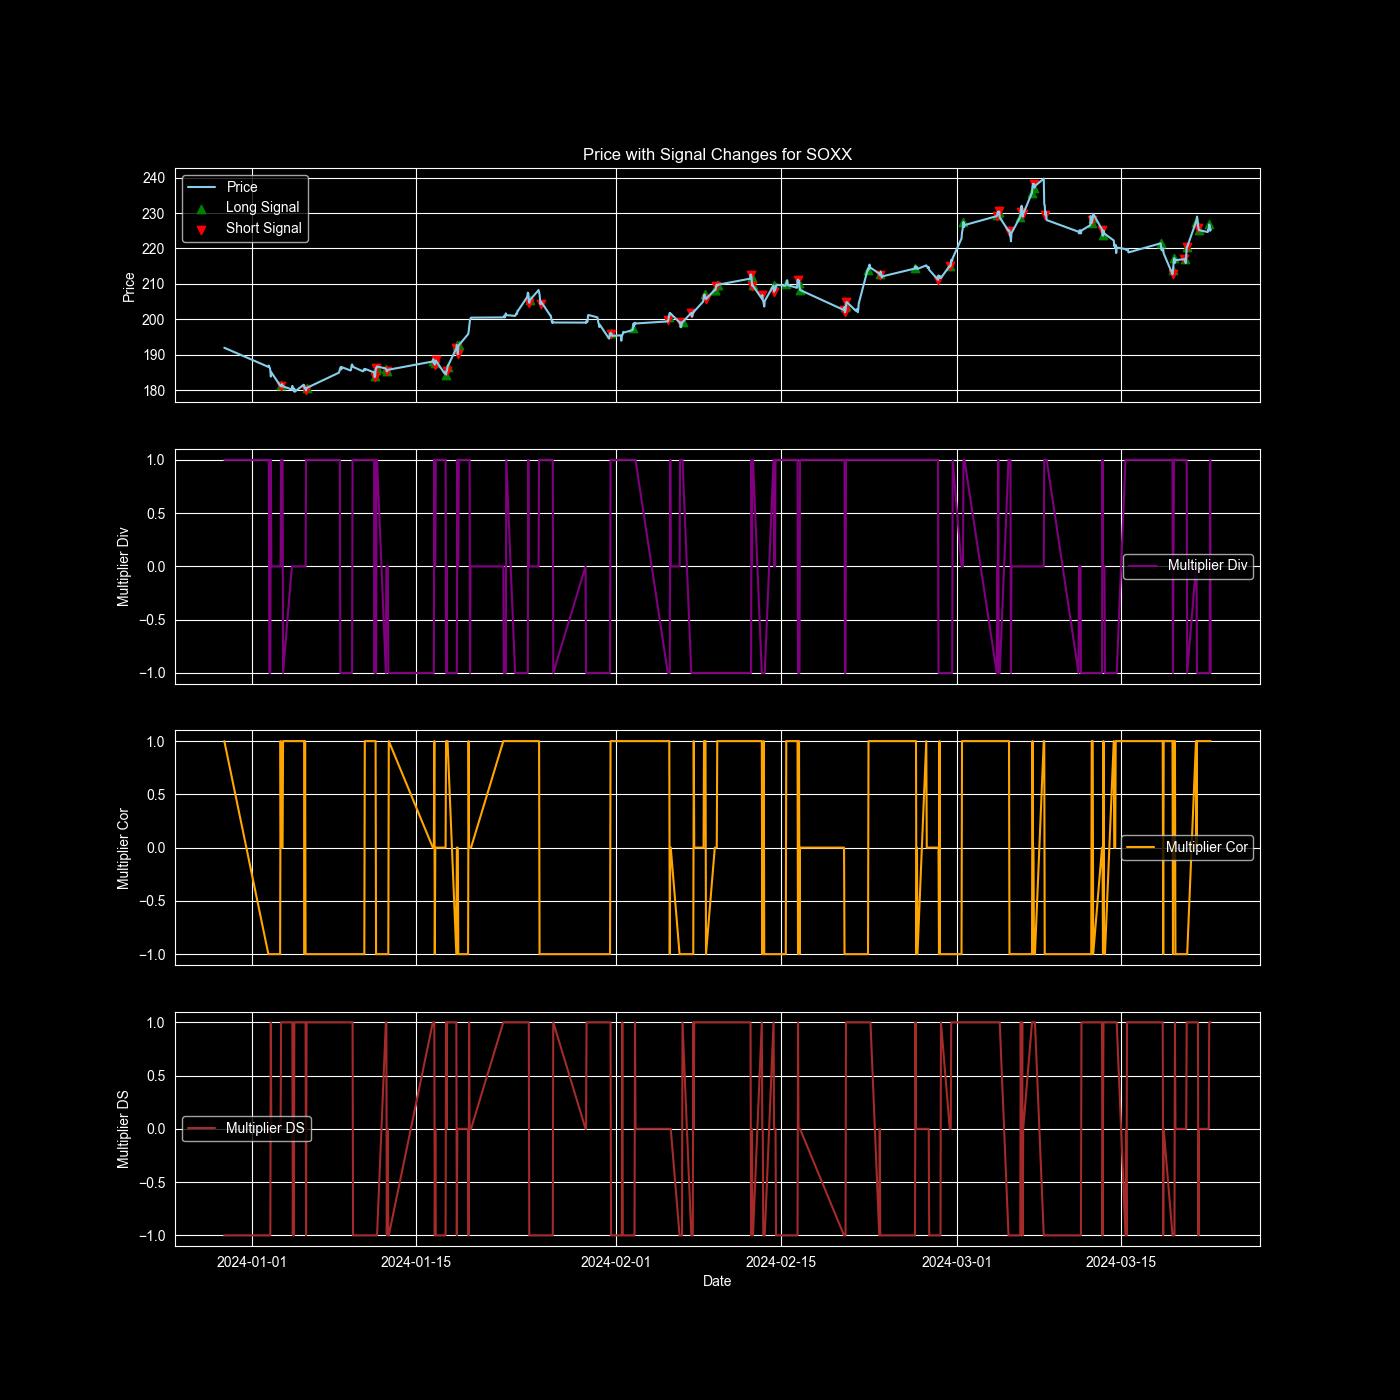 Price with Signal Changes for SOXX
240
230
220
210
200
190
180
Price
Price
Long Signal
Short Signal
1.0
0.5
0.0
−0.5
−1.0
Multiplier Div
Multiplier Div
1.0
0.5
0.0
−0.5
−1.0
Multiplier Cor
Multiplier Cor
1.0
0.5
0.0
−0.5
−1.0
Multiplier DS
Multiplier DS
2024-01-01 2024-01-15 2024-02-01 2024-02-15 2024-03-01 2024-03-15
Date